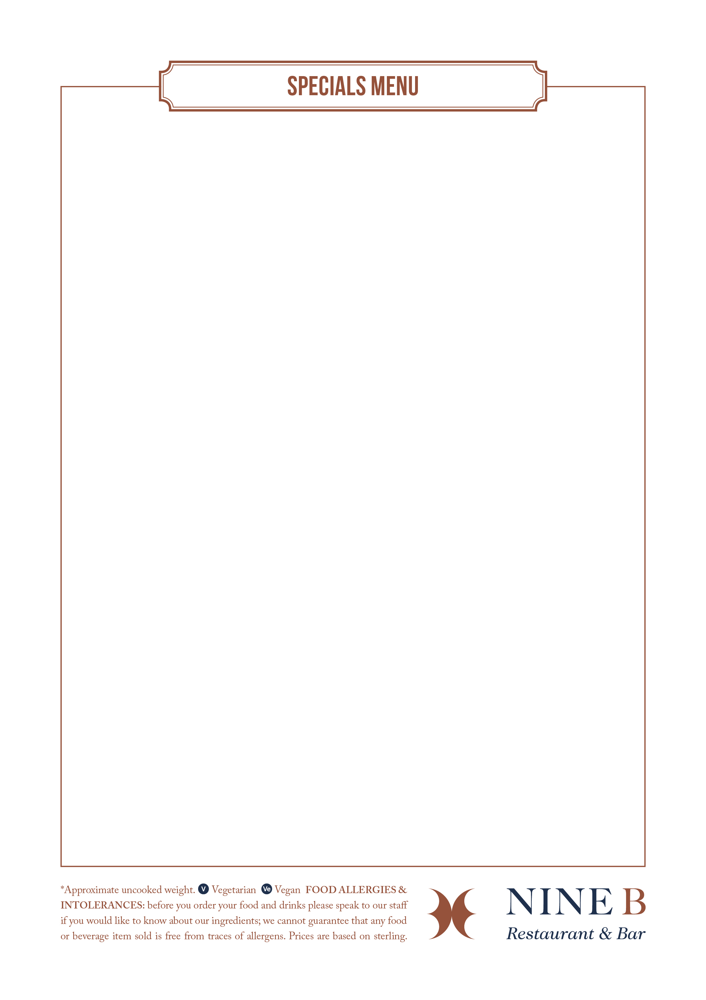 SPECIALS MENU
*Approximate uncooked weight. V Vegetarian Ve Vegan FOOD ALLERGIES &
INTOLERANCES: before you order your food and drinks please speak to our staff
if you would like to know about our ingredients; we cannot guarantee that any food
or beverage item sold is free from traces of allergens. Prices are based on sterling.
NINE B
Restaurant & Bar